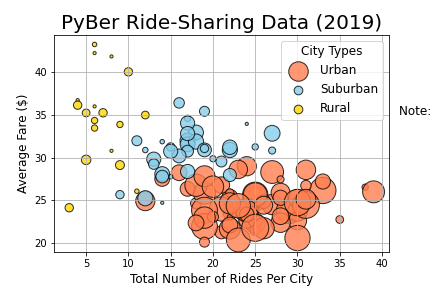 PyBer Ride-Sharing Data (2019)
City Types
Urban
Suburban
Rural
Note:
Average Fare ($)
40
35
30
25
20
5 10 15 20 25 30 35 40
Total Number of Rides Per City